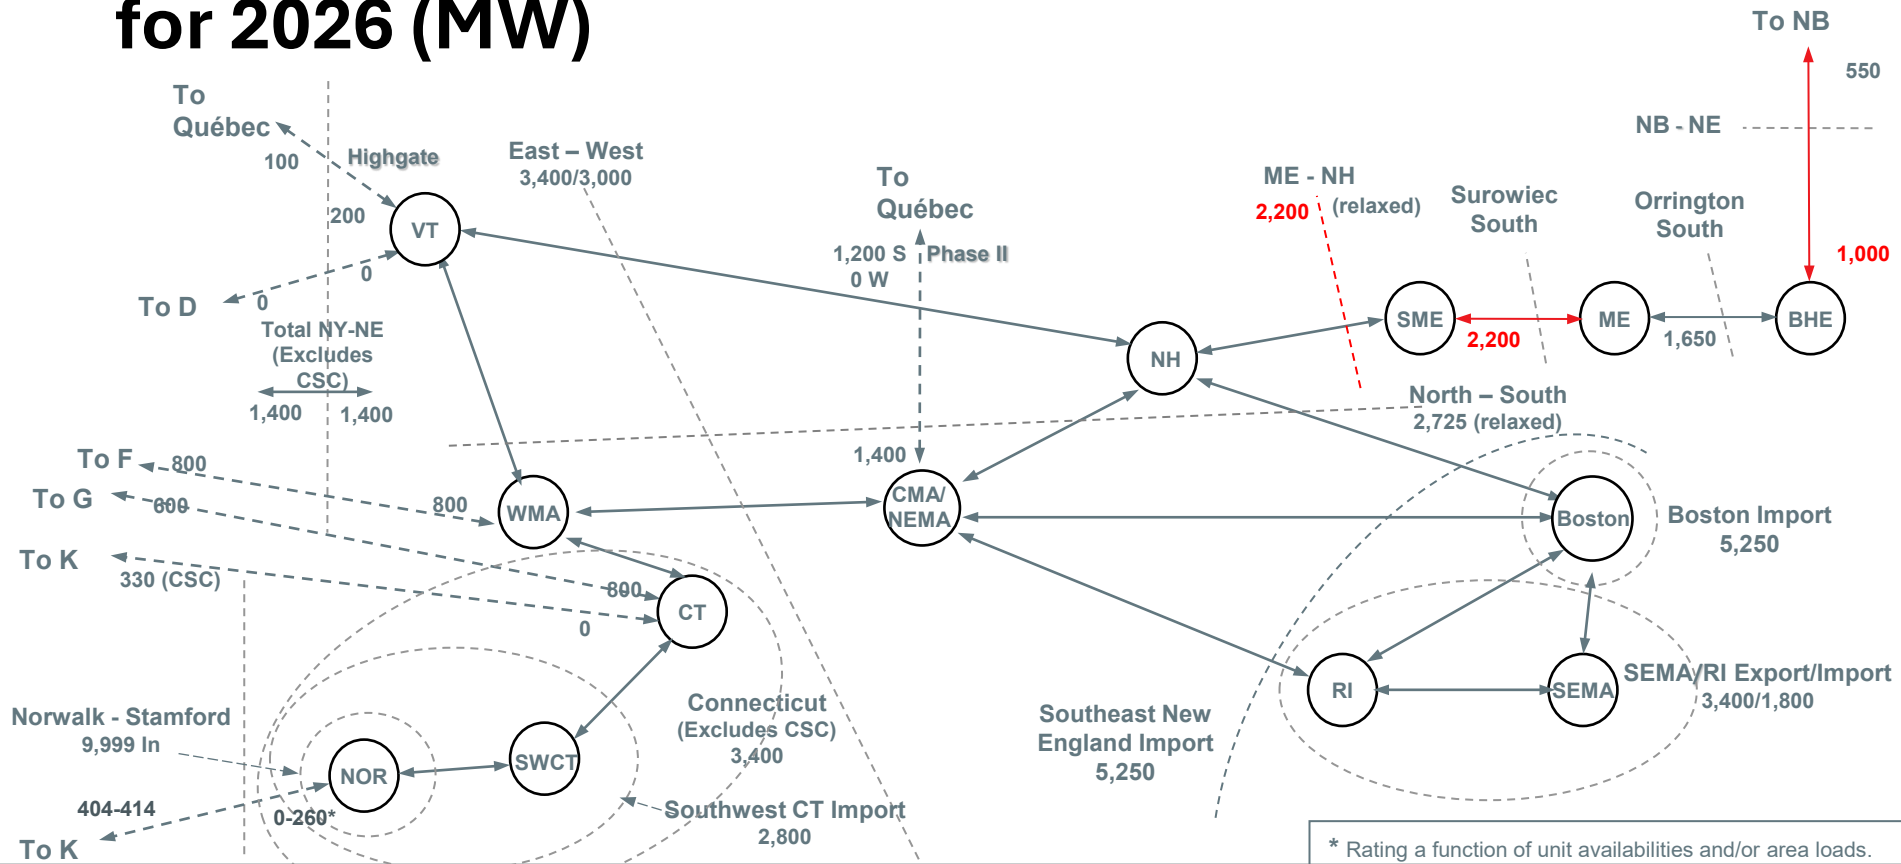 for 2026 (MW)
To NB
550
NB - NE
1,000
To
Québec
100
Highgate
200
VT
0
To D
0
Total NY-NE
(Excludes
CSC)
1,400
1,400
East – West
3,400/3,000
To
Québec
1,200 S
0 W
Phase II
1,400
ME - NH
2,200
(relaxed)
Surowiec
South
Orrington
South
NH
SME
2,200
ME
1,650
BHE
North – South
2,725 (relaxed)
To F
800
To G
600
800
WMA
CMA/
NEMA
Boston
Boston Import
5,250
To K
330 (CSC)
800
0
CT
RI
SEMA
SEMA/RI Export/Import
3,400/1,800
Connecticut
(Excludes CSC)
3,400
Southeast New
England Import
5,250
Norwalk - Stamford
9,999 In
NOR
SWCT
404-414
0-260*
To K
Southwest CT Import
2,800
* Rating a function of unit availabilities and/or area loads.